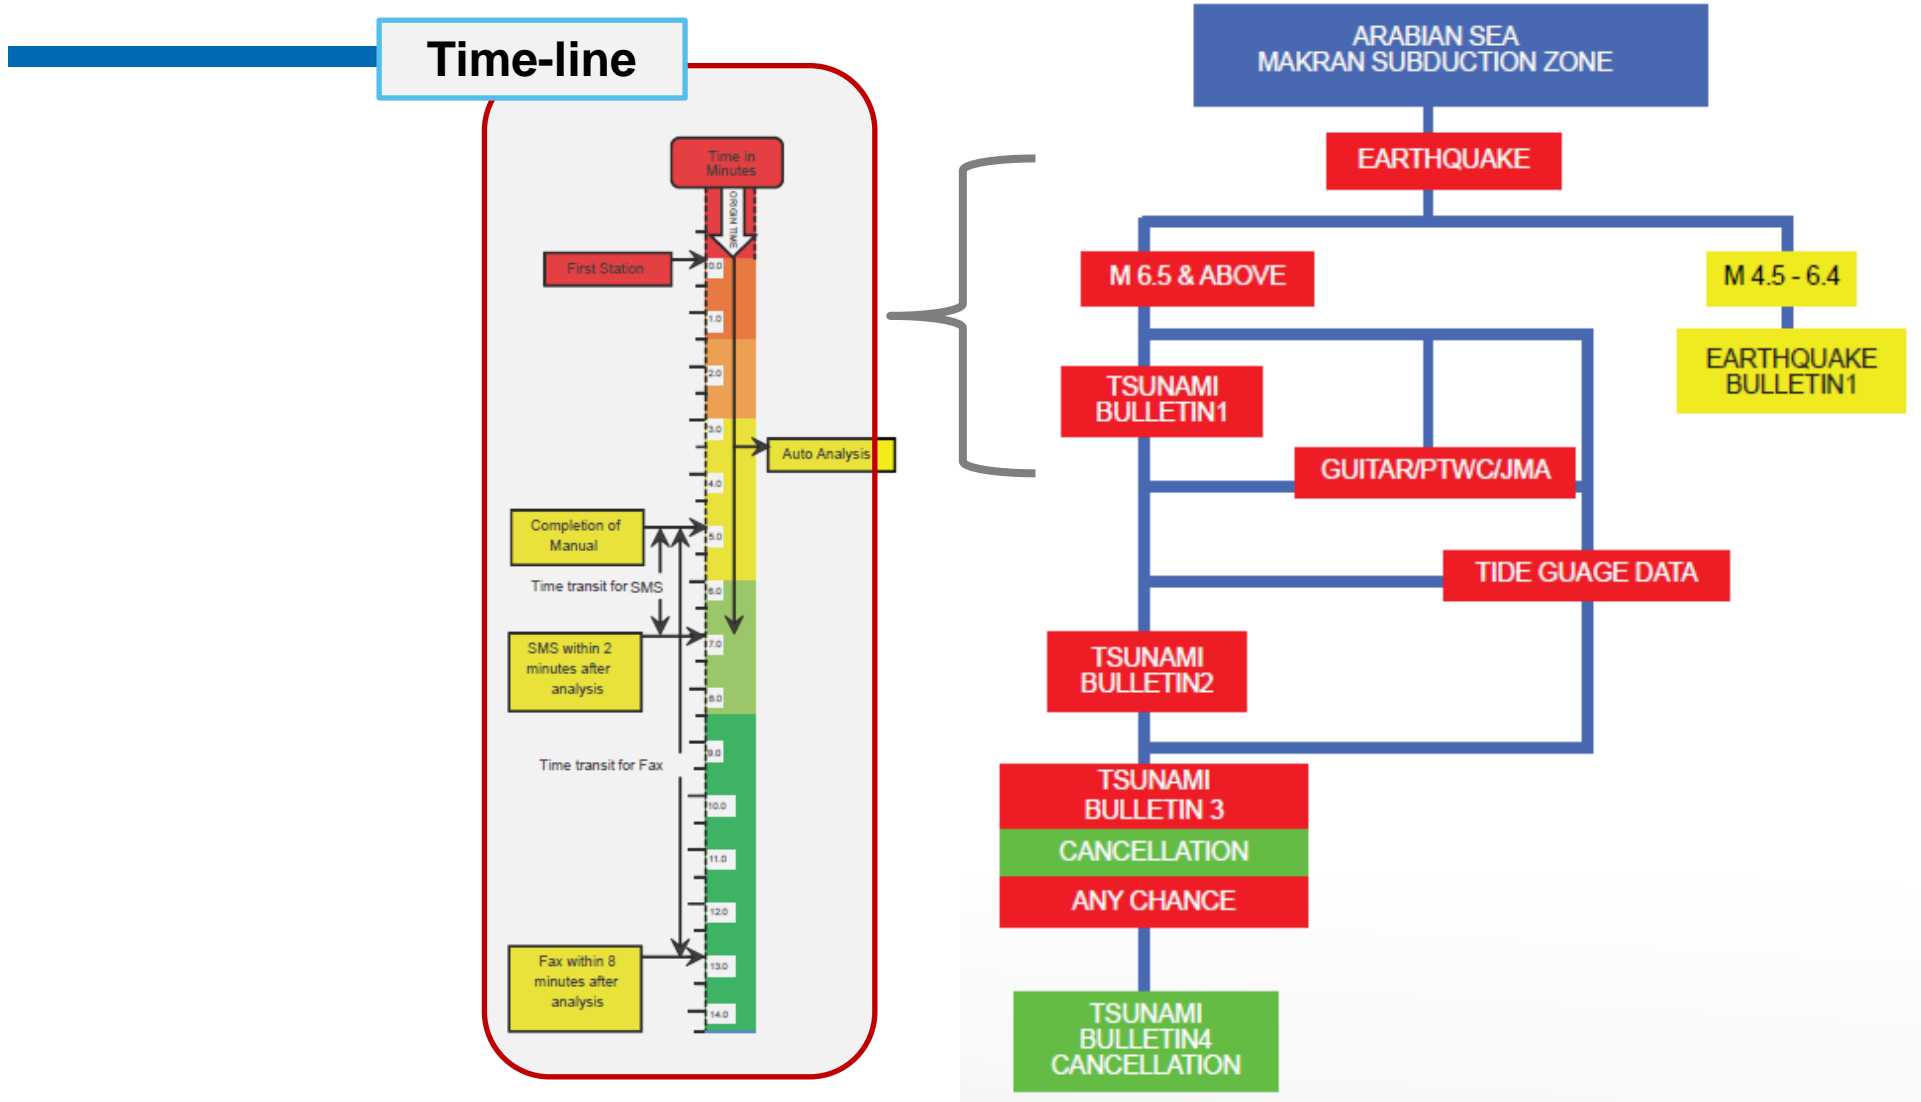 Time-line
Time in
Minutes
ORIGIN TIME
First Station
0.0
1.0
2.0
3.0
Auto Analysis
4.0
Completion of
Manual
5.0
Time transit for SMS
6.0
SMS within 2
minutes after
analysis
7.0
8.0
9.0
Time transit for Fax
10.0
11.0
12.0
Fax within 8
minutes after
analysis
13.0
14.0
ARABIAN SEA
MAKRAN SUBDUCTION ZONE
EARTHQUAKE
M 6.5 & ABOVE
M 4.5 - 6.4
EARTHQUAKE
BULLETIN1
TSUNAMI
BULLETIN1
GUITAR/PTWC/JMA
TIDE GUAGE DATA
TSUNAMI
BULLETIN2
TSUNAMI
BULLETIN 3
CANCELLATION
ANY CHANCE
TSUNAMI
BULLETIN4
CANCELLATION